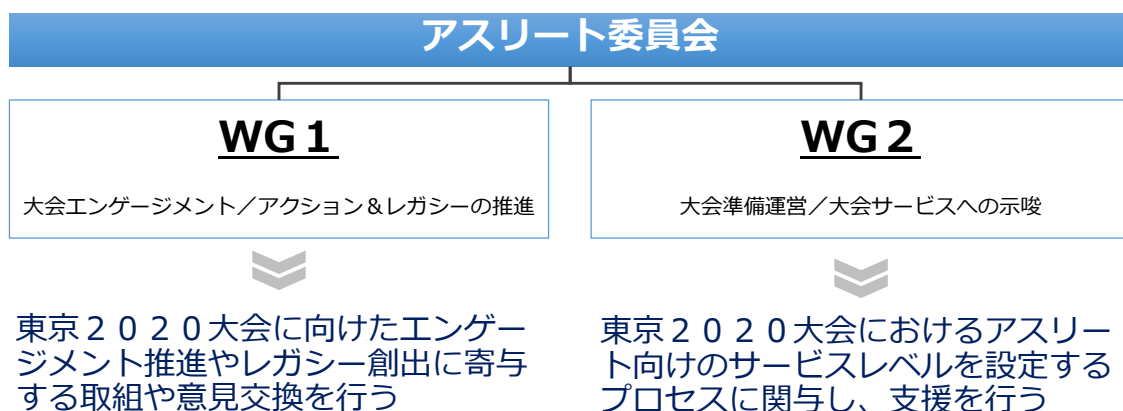 アスリート委員会
WG１
大会エンゲージメント／アクション＆レガシーの推進
東京２０２０大会に向けたエンゲー
ジメント推進やレガシー創出に寄与
する取組や意見交換を行う
WG２
大会準備運営／大会サービスへの示唆
東京２０２０大会におけるアスリー
ト向けのサービスレベルを設定する
プロセスに関与し、支援を行う